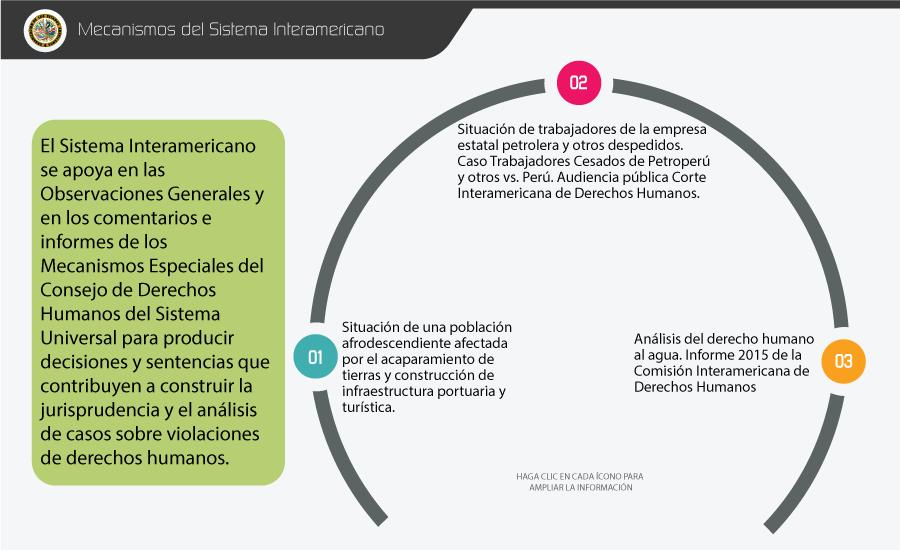 Mecanismos del Sistema Interamericano
El Sistema Interamericano
se apoya en las
Observaciones Generales y
en los comentarios e
informes de los
Mecanismos Especiales del
Consejo de Derechos
Humanos del Sistema
Universal para producir
decisiones y sentencias que
contribuyen a construir la
jurisprudencia y el análisis
de casos sobre violaciones
de derechos humanos.
01
Situación de una población
afrodescendiente afectada
por el acaparamiento de
tierras y construcción de
infraestructura portuaria y
turística.
02
Situación de trabajadores de la empresa
estatal petrolera y otros despedidos.
Caso Trabajadores Cesados de Petroperú
y otros vs. Perú. Audiencia pública Corte
Interamericana de Derechos Humanos.
03
Análisis del derecho humano
al agua. Informe 2015 de la
Comisión Interamericana de
Derechos Humanos
HAGA CLIC EN CADA ÍCONO PARA
AMPLIAR LA INFORMACIÓN